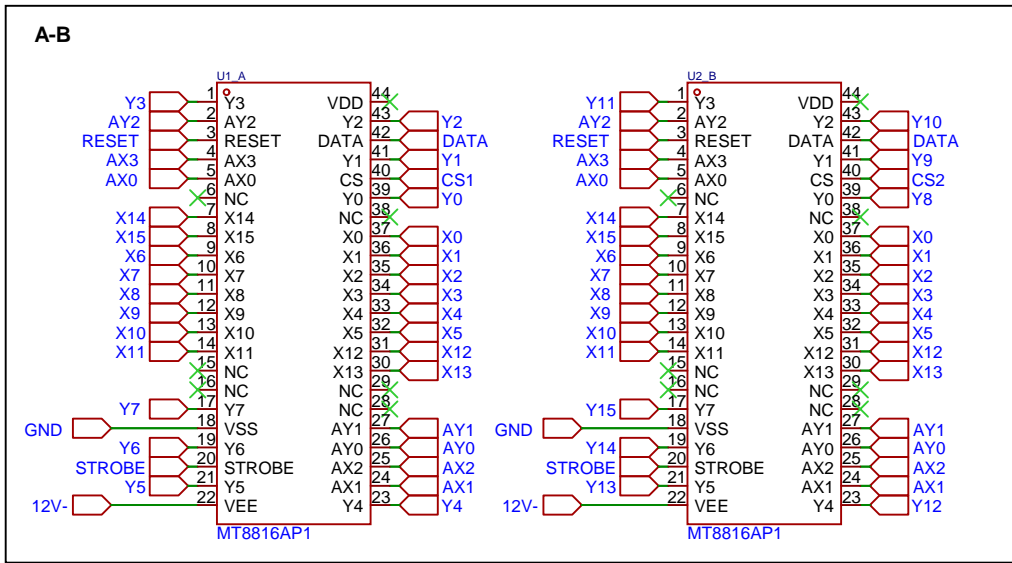 A-B
U1_A
Y3 1 Y3 VDD 44
AY2 2 AY2 Y2 43 Y2
RESET 3 RESET DATA 42 DATA
AX3 4 AX3 Y1 41 Y1
AX0 5 AX0 CS 40 CS1
6 NC Y0 39 Y0
X14 7 X14 NC 38
X15 8 X15 X0 37 X0
X6 9 X6 X1 36 X1
X7 10 X7 X2 35 X2
X8 11 X8 X3 34 X3
X9 12 X9 X4 33 X4
X10 13 X10 X5 32 X5
X11 14 X11 X12 31 X12
15 NC X13 30 X13
16 NC NC 29
Y7 17 Y7 NC 28
GND 18 VSS AY1 27 AY1
Y6 19 Y6 AY0 26 AY0
STROBE 20 STROBE AX2 25 AX2
Y5 21 Y5 AX1 24 AX1
12V- 22 VEE Y4 23 Y4
MT8816AP1
U2_B
Y11 1 Y3 VDD 44
AY2 2 AY2 Y2 43 Y10
RESET 3 RESET DATA 42 DATA
AX3 4 AX3 Y1 41 Y9
AX0 5 AX0 CS 40 CS2
6 NC Y0 39 Y8
X14 7 X14 NC 38
X15 8 X15 X0 37 X0
X6 9 X6 X1 36 X1
X7 10 X7 X2 35 X2
X8 11 X8 X3 34 X3
X9 12 X9 X4 33 X4
X10 13 X10 X5 32 X5
X11 14 X11 X12 31 X12
15 NC X13 30 X13
16 NC NC 29
Y15 17 Y7 NC 28
GND 18 VSS AY1 27 AY1
Y14 19 Y6 AY0 26 AY0
STROBE 20 STROBE AX2 25 AX2
Y13 21 Y5 AX1 24 AX1
12V- 22 VEE Y4 23 Y12
MT8816AP1